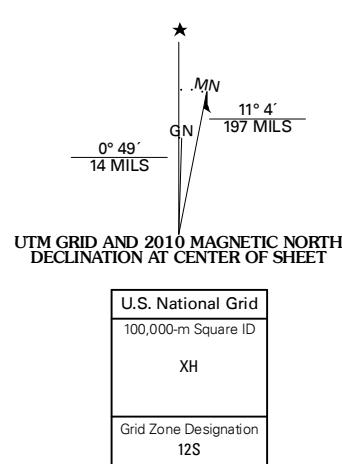 ★
MN
11° 4´
197 MILS
GN
0° 49´
14 MILS
UTM GRID AND 2010 MAGNETIC NORTH
DECLINATION AT CENTER OF SHEET
U.S. National Grid
100,000-m Square ID
XH
Grid Zone Designation
12S